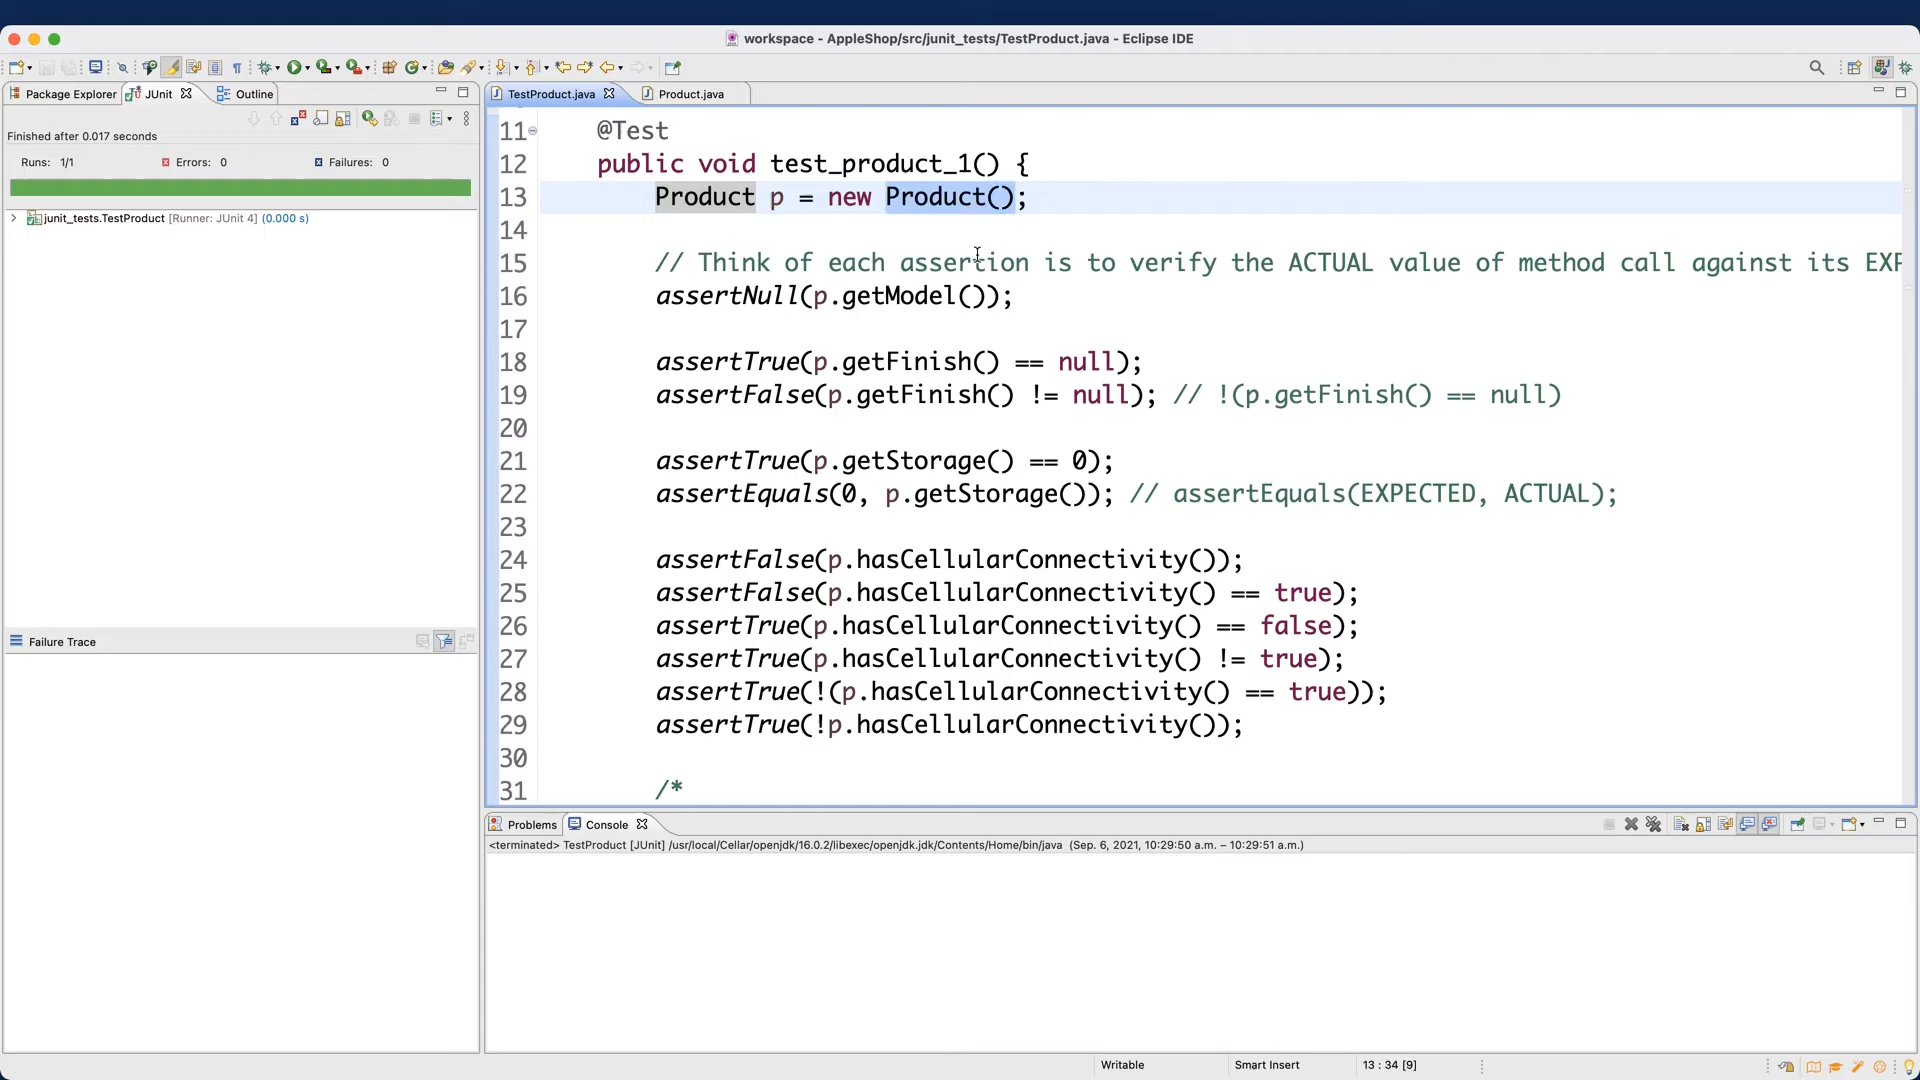 workspace - AppleShop/src/junit_tests/TestProduct.java - Eclipse IDE
Package Explorer
JUnit
Outline
TestProduct.java
Product.java
Finished after 0.017 seconds
Runs: 1/1
Errors: 0
Failures: 0
junit_tests.TestProduct [Runner: JUnit 4] (0.000 s)
Failure Trace
11 @Test
12 public void test_product_1() {
13 Product p = new Product();
14
15 // Think of each assertion is to verify the ACTUAL value of method call against its EXP
16 assertNull(p.getModel());
17
18 assertTrue(p.getFinish() == null);
19 assertFalse(p.getFinish() != null); // !(p.getFinish() == null)
20
21 assertTrue(p.getStorage() == 0);
22 assertEquals(0, p.getStorage()); // assertEquals(EXPECTED, ACTUAL);
23
24 assertFalse(p.hasCellularConnectivity());
25 assertFalse(p.hasCellularConnectivity() == true);
26 assertTrue(p.hasCellularConnectivity() == false);
27 assertTrue(p.hasCellularConnectivity() != true);
28 assertTrue(!(p.hasCellularConnectivity() == true));
29 assertTrue(!p.hasCellularConnectivity());
30
31 /*
Problems
Console
<terminated> TestProduct [JUnit] /usr/local/Cellar/openjdk/16.0.2/libexec/openjdk.jdk/Contents/Home/bin/java (Sep. 6, 2021, 10:29:50 a.m. – 10:29:51 a.m.)
Writable
Smart Insert
13 : 34 [9]